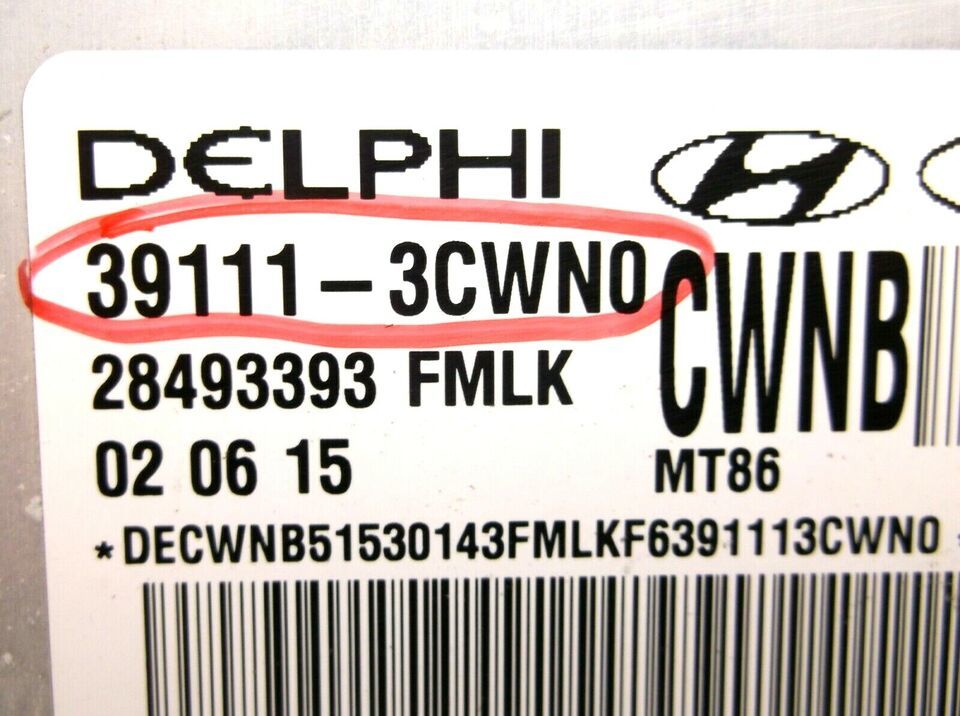 DELPHI
39111-3CWN0
CWNB
28493393 FMLK
02 06 15
MT86
*DECWNB51530143FMLKF6391113CWN0*